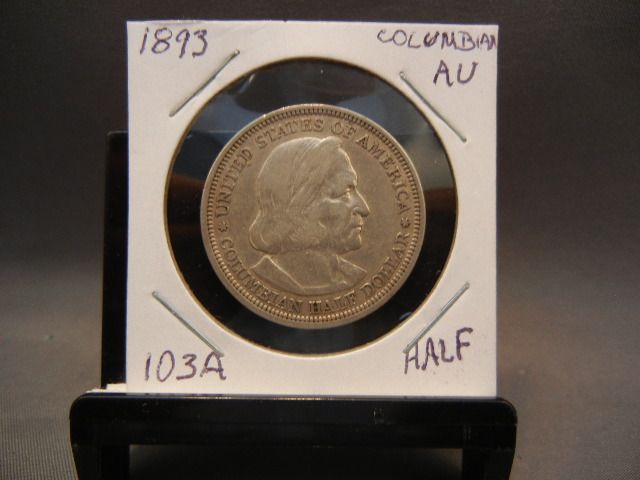 1893
COLUMBIAN
AU
UNITED STATES OF AMERICA
COLUMBIAN HALF DOLLAR
103A
HALF